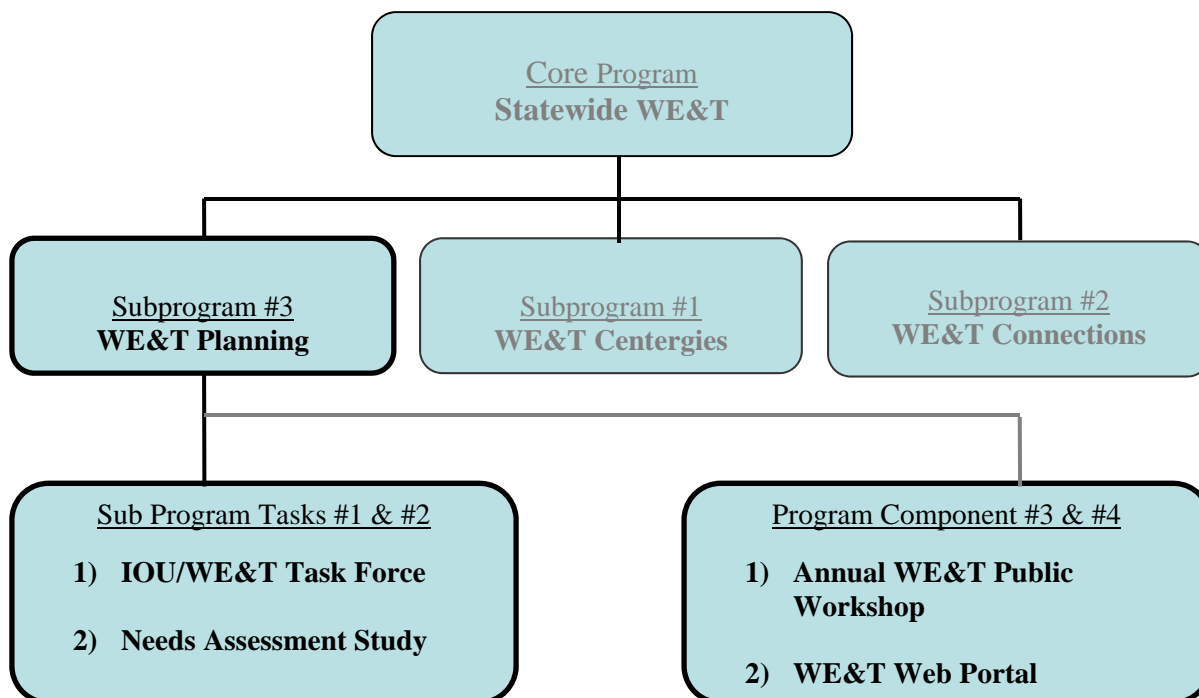 Core Program
Statewide WE&T
Subprogram #3
WE&T Planning
Subprogram #1
WE&T Centergies
Subprogram #2
WE&T Connections
Sub Program Tasks #1 & #2
1) IOU/WE&T Task Force
2) Needs Assessment Study
Program Component #3 & #4
1) Annual WE&T Public
Workshop
2) WE&T Web Portal